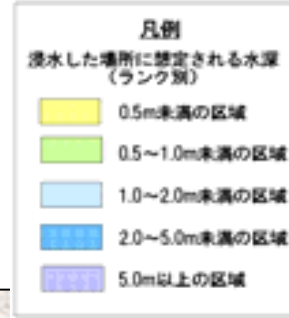 凡例
浸水した場所に想定される水深
（ランク別）
0.5m未満の区域
0.5～1.0m未満の区域
1.0～2.0m未満の区域
2.0～5.0m未満の区域
5.0m以上の区域